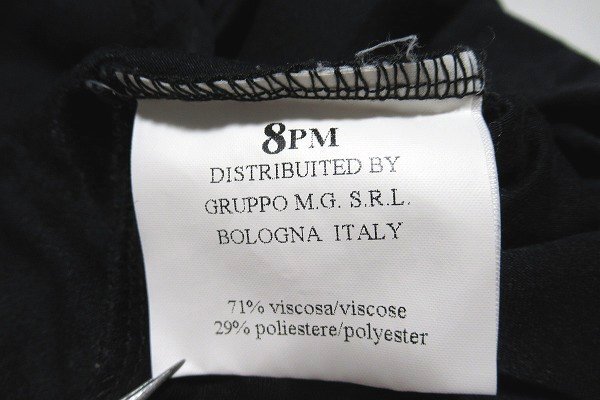 8PM
DISTRIBUITED BY
GRUPPO M.G. S.R.L.
BOLOGNA ITALY
71% viscosa/viscose
29% poliestere/polyester